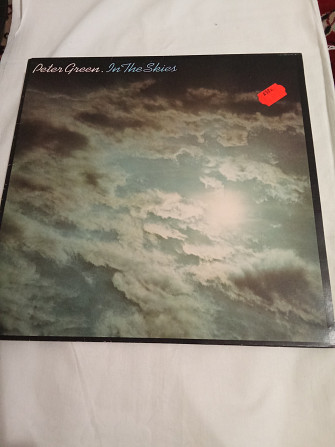 Peter Green. In The Skies